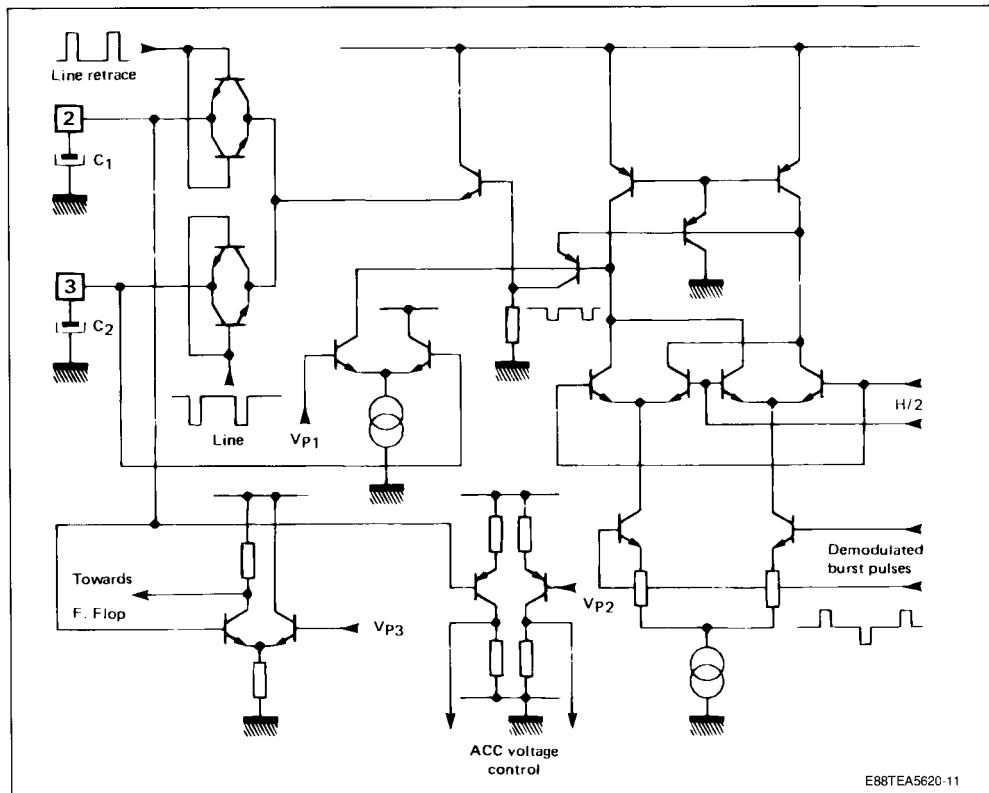 Line retrace
2
C1
3
C2
Line
VP1
H/2
Demodulated
burst pulses
Towards
F. Flop
VP3
VP2
ACC voltage
control
E88TEA5620-11